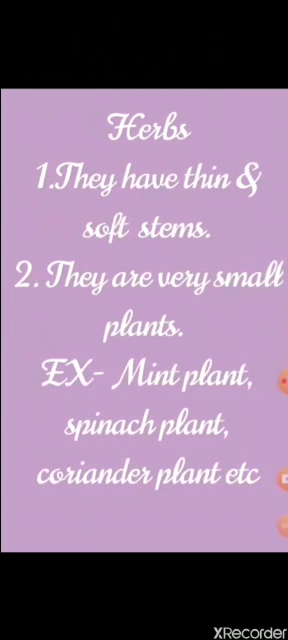 Herbs
1.They have thin &
soft stems.
2. They are very small
plants.
EX- Mint plant,
spinach plant,
coriander plant etc
XRecorder